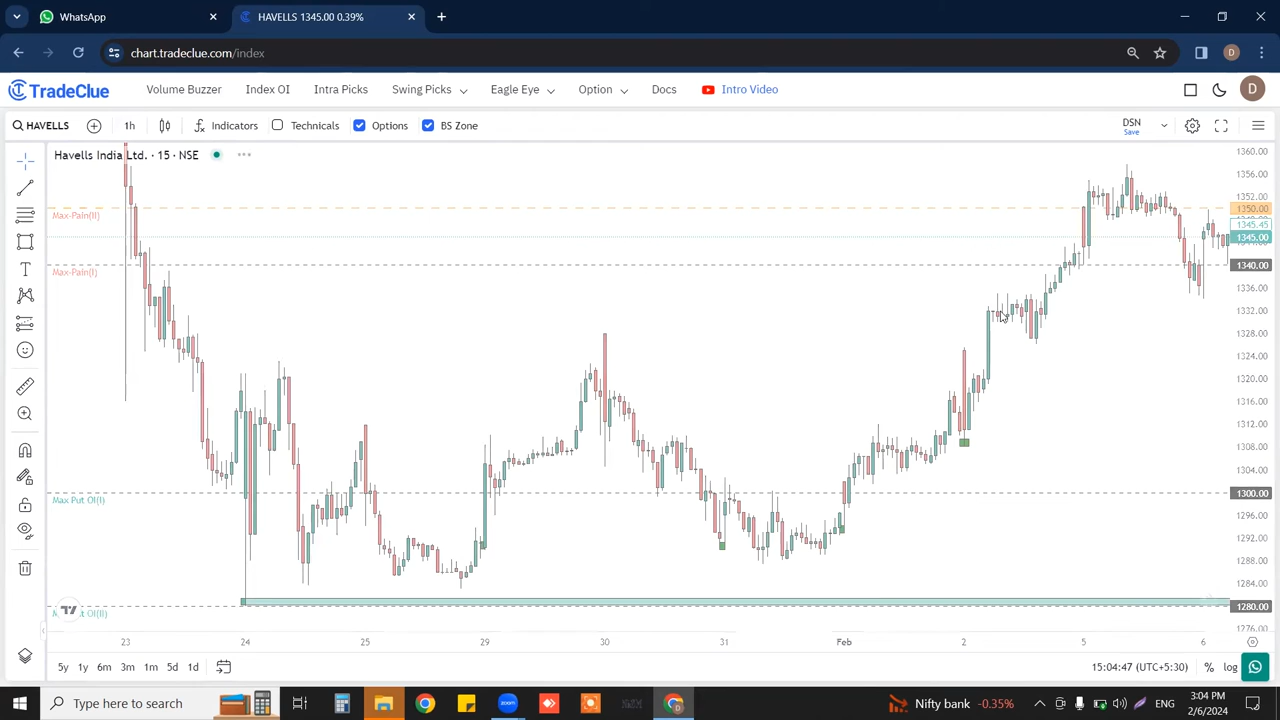 WhatsApp
HAVELLS 1345.00 0.39%
chart.tradeclue.com/index
D
TradeClue
Volume Buzzer
Index OI
Intra Picks
Swing Picks
Eagle Eye
Option
Docs
Intro Video
D
HAVELLS
1h
Indicators
Technicals
Options
BS Zone
DSN
Save
Havells India Ltd. · 15 · NSE
Max-Pain(II)
Max-Pain(I)
Max Put OI(I)
1360.00
1356.00
1352.00
1350.00
1345.45
1345.00
1340.00
1336.00
1332.00
1328.00
1324.00
1320.00
1316.00
1312.00
1308.00
1304.00
1300.00
1296.00
1292.00
1288.00
1284.00
1280.00
1276.00
23
24
25
29
30
31
Feb
2
5
6
5y
1y
6m
3m
1m
5d
1d
15:04:47 (UTC+5:30)
%
log
Type here to search
zoom
Nifty bank -0.35%
ENG
3:04 PM
2/6/2024